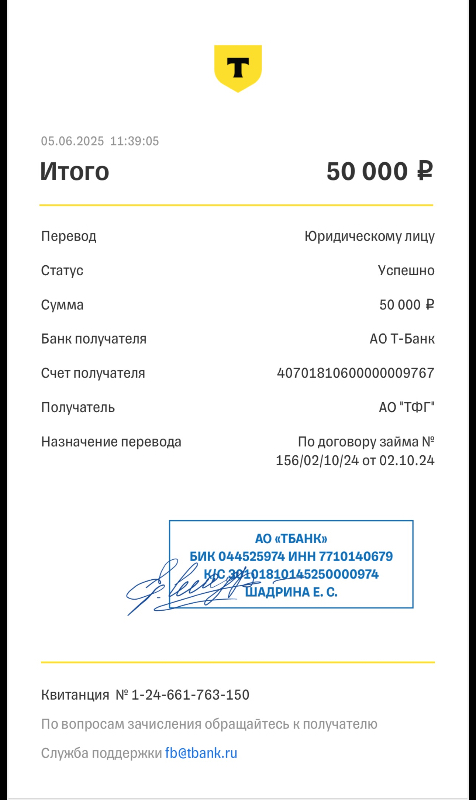 Т
05.06.2025 11:39:05
Итого 50 000 ₽
Перевод Юридическому лицу
Статус Успешно
Сумма 50 000 ₽
Банк получателя АО Т-Банк
Счет получателя 40701810600000009767
Получатель АО "ТФГ"
Назначение перевода По договору займа №
156/02/10/24 от 02.10.24
АО «ТБАНК»
БИК 044525974 ИНН 7710140679
К/С 30101810145250000974
ШАДРИНА Е. С.
Квитанция № 1-24-661-763-150
По вопросам зачисления обращайтесь к получателю
Служба поддержки fb@tbank.ru